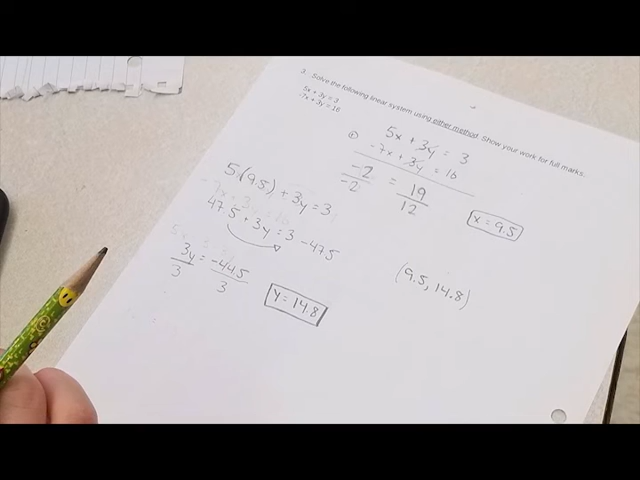 3. Solve the following linear system using either method. Show your work for full marks.
5x + 3y = 3
-7x + 3y = 16
5x + 3y = 3
-7x + 3y = 16
-2 = 19
-2 12
x = 9.5
5(9.5) + 3y = 3
47.5 + 3y = 3 - 47.5
3y = -44.5
3 3
y = 14.8
(9.5, 14.8)